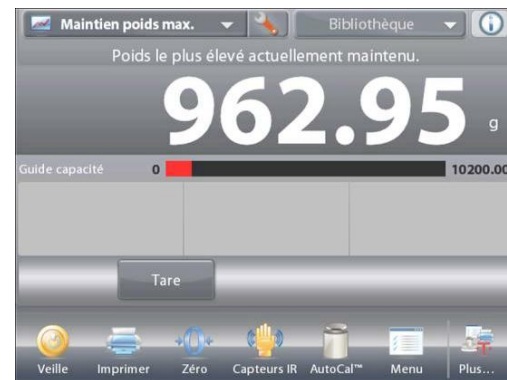 Maintien poids max. Bibliothèque
Poids le plus élevé actuellement maintenu.
962.95 g
Guide capacité 0 10200.00
Tare
Veille Imprimer Zéro Capteurs IR AutoCal™ Menu Plus...